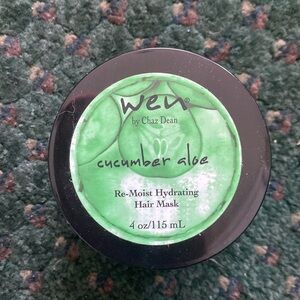 wen®
by Chaz Dean
cucumber aloe
Re-Moist Hydrating
Hair Mask
4 oz/115 mL